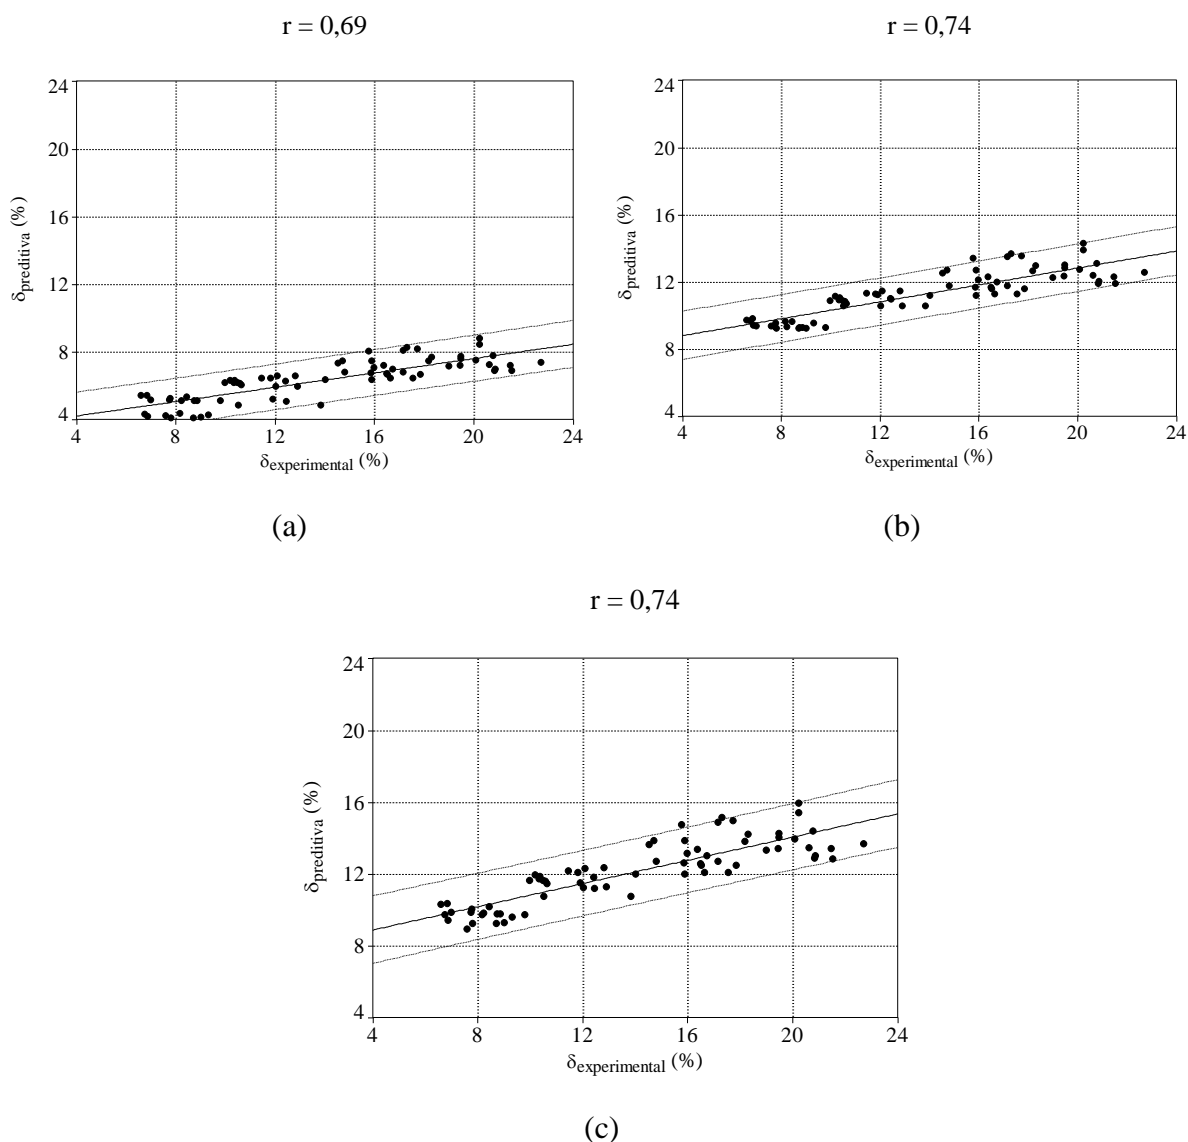 r = 0,69
24
20
16
12
8
4
4 8 12 16 20 24
δpreditiva (%)
δexperimental (%)
(a)
r = 0,74
24
20
16
12
8
4
4 8 12 16 20 24
δpreditiva (%)
δexperimental (%)
(b)
r = 0,74
24
20
16
12
8
4
4 8 12 16 20 24
δpreditiva (%)
δexperimental (%)
(c)